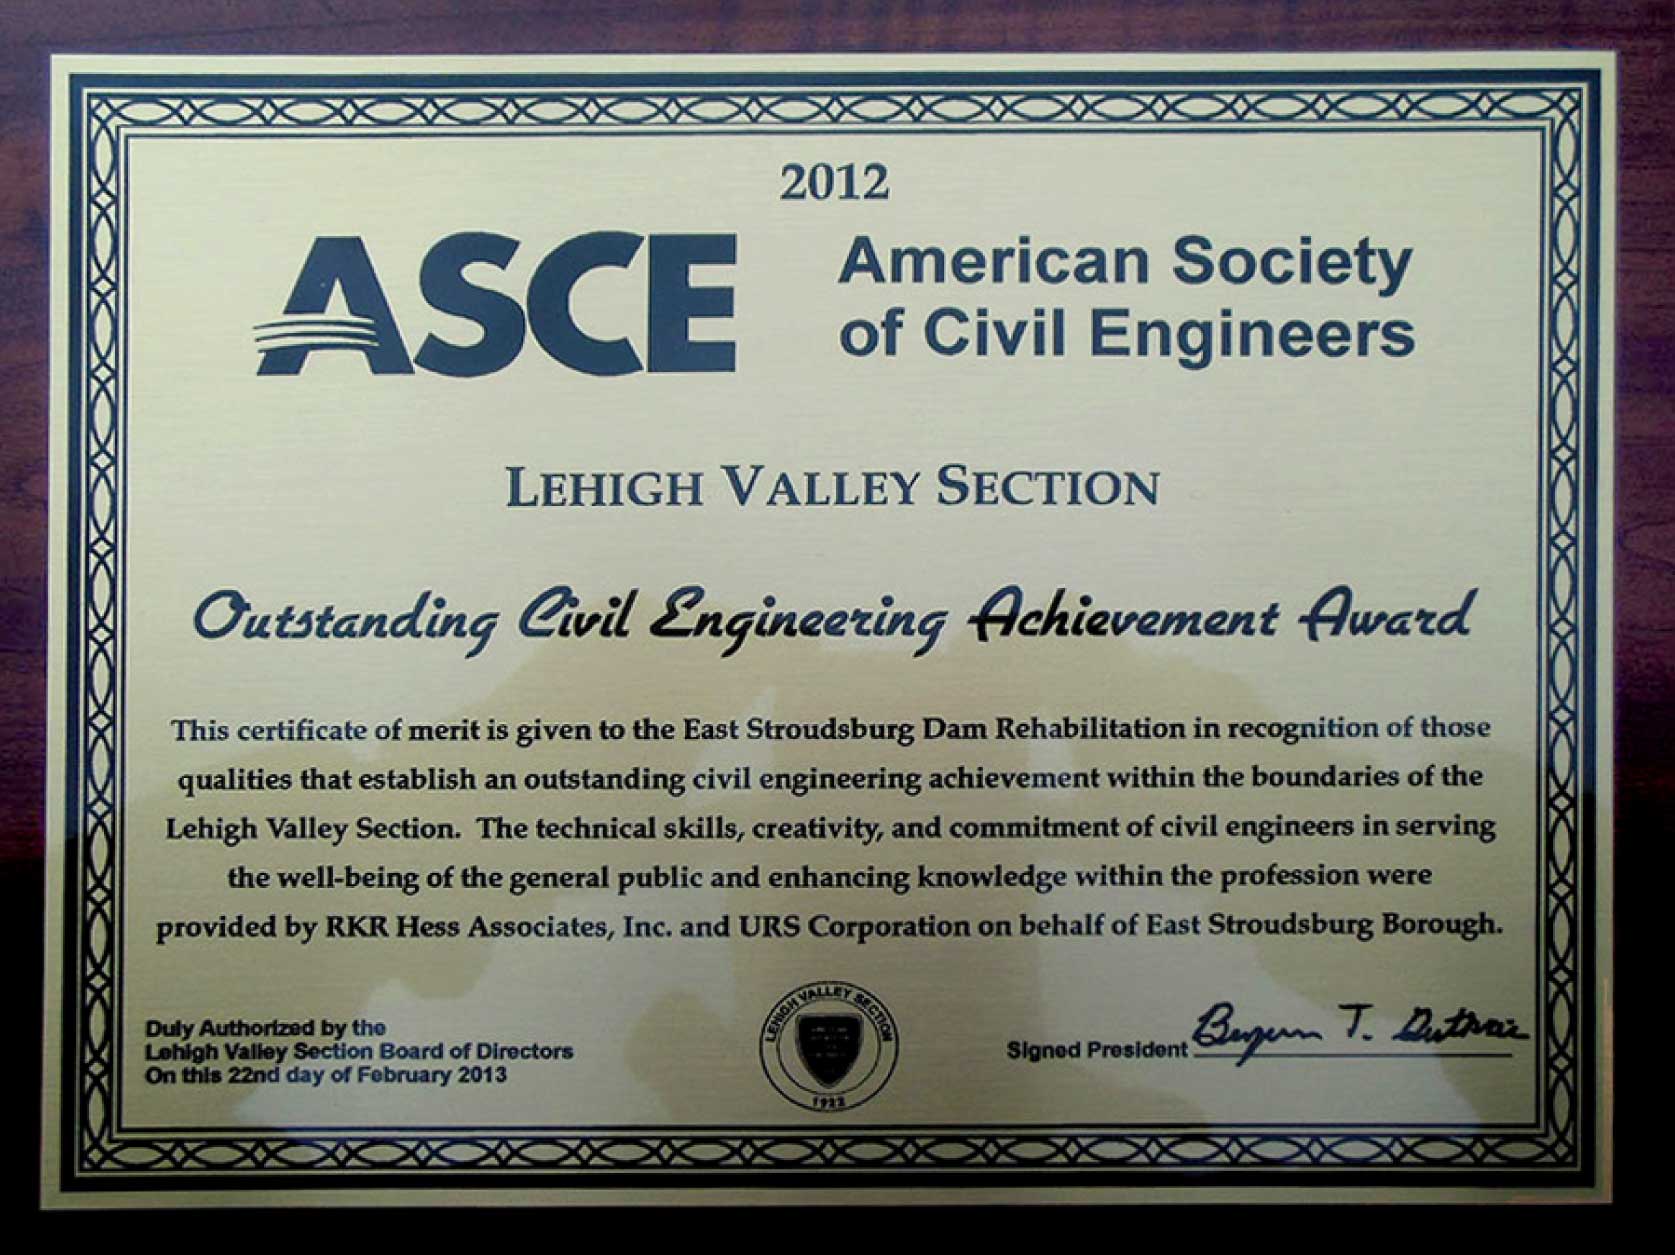 2012
ASCE
American Society
of Civil Engineers
LEHIGH VALLEY SECTION
Outstanding Civil Engineering Achievement Award
This certificate of merit is given to the East Stroudsburg Dam Rehabilitation in recognition of those
qualities that establish an outstanding civil engineering achievement within the boundaries of the
Lehigh Valley Section. The technical skills, creativity, and commitment of civil engineers in serving
the well-being of the general public and enhancing knowledge within the profession were
provided by RKR Hess Associates, Inc. and URS Corporation on behalf of East Stroudsburg Borough.
Duly Authorized by the
Lehigh Valley Section Board of Directors
On this 22nd day of February 2013
LEHIGH VALLEY SECTION
1922
Signed President
T.